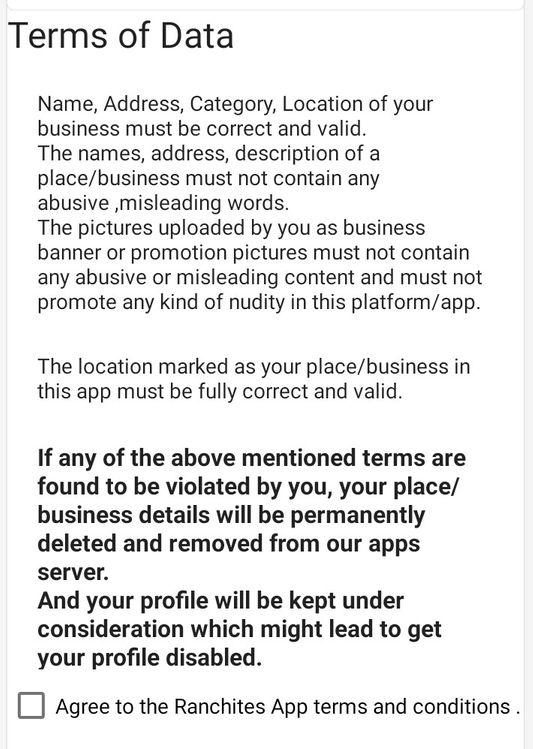 Terms of Data
Name, Address, Category, Location of your
business must be correct and valid.
The names, address, description of a
place/business must not contain any
abusive ,misleading words.
The pictures uploaded by you as business
banner or promotion pictures must not contain
any abusive or misleading content and must not
promote any kind of nudity in this platform/app.
The location marked as your place/business in
this app must be fully correct and valid.
If any of the above mentioned terms are
found to be violated by you, your place/
business details will be permanently
deleted and removed from our apps
server.
And your profile will be kept under
consideration which might lead to get
your profile disabled.
Agree to the Ranchites App terms and conditions .